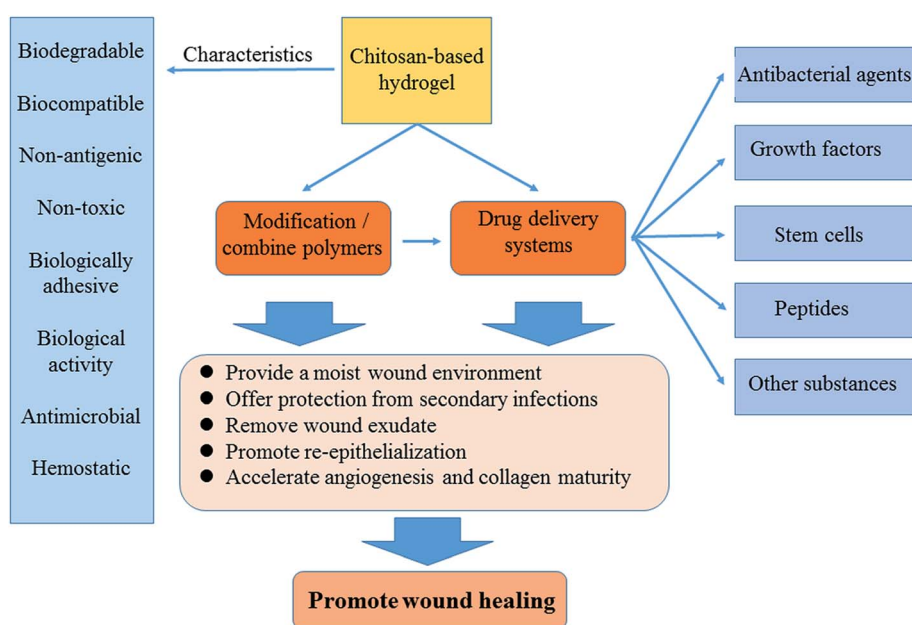 Biodegradable
Biocompatible
Non-antigenic
Non-toxic
Biologically
adhesive
Biological
activity
Antimicrobial
Hemostatic
Characteristics
Chitosan-based
hydrogel
Modification /
combine polymers
Drug delivery
systems
Antibacterial agents
Growth factors
Stem cells
Peptides
Other substances
● Provide a moist wound environment
● Offer protection from secondary infections
● Remove wound exudate
● Promote re-epithelialization
● Accelerate angiogenesis and collagen maturity
Promote wound healing